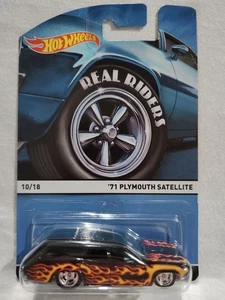 HOT WHEELS
REAL RIDERS
10/18
'71 PLYMOUTH SATELLITE